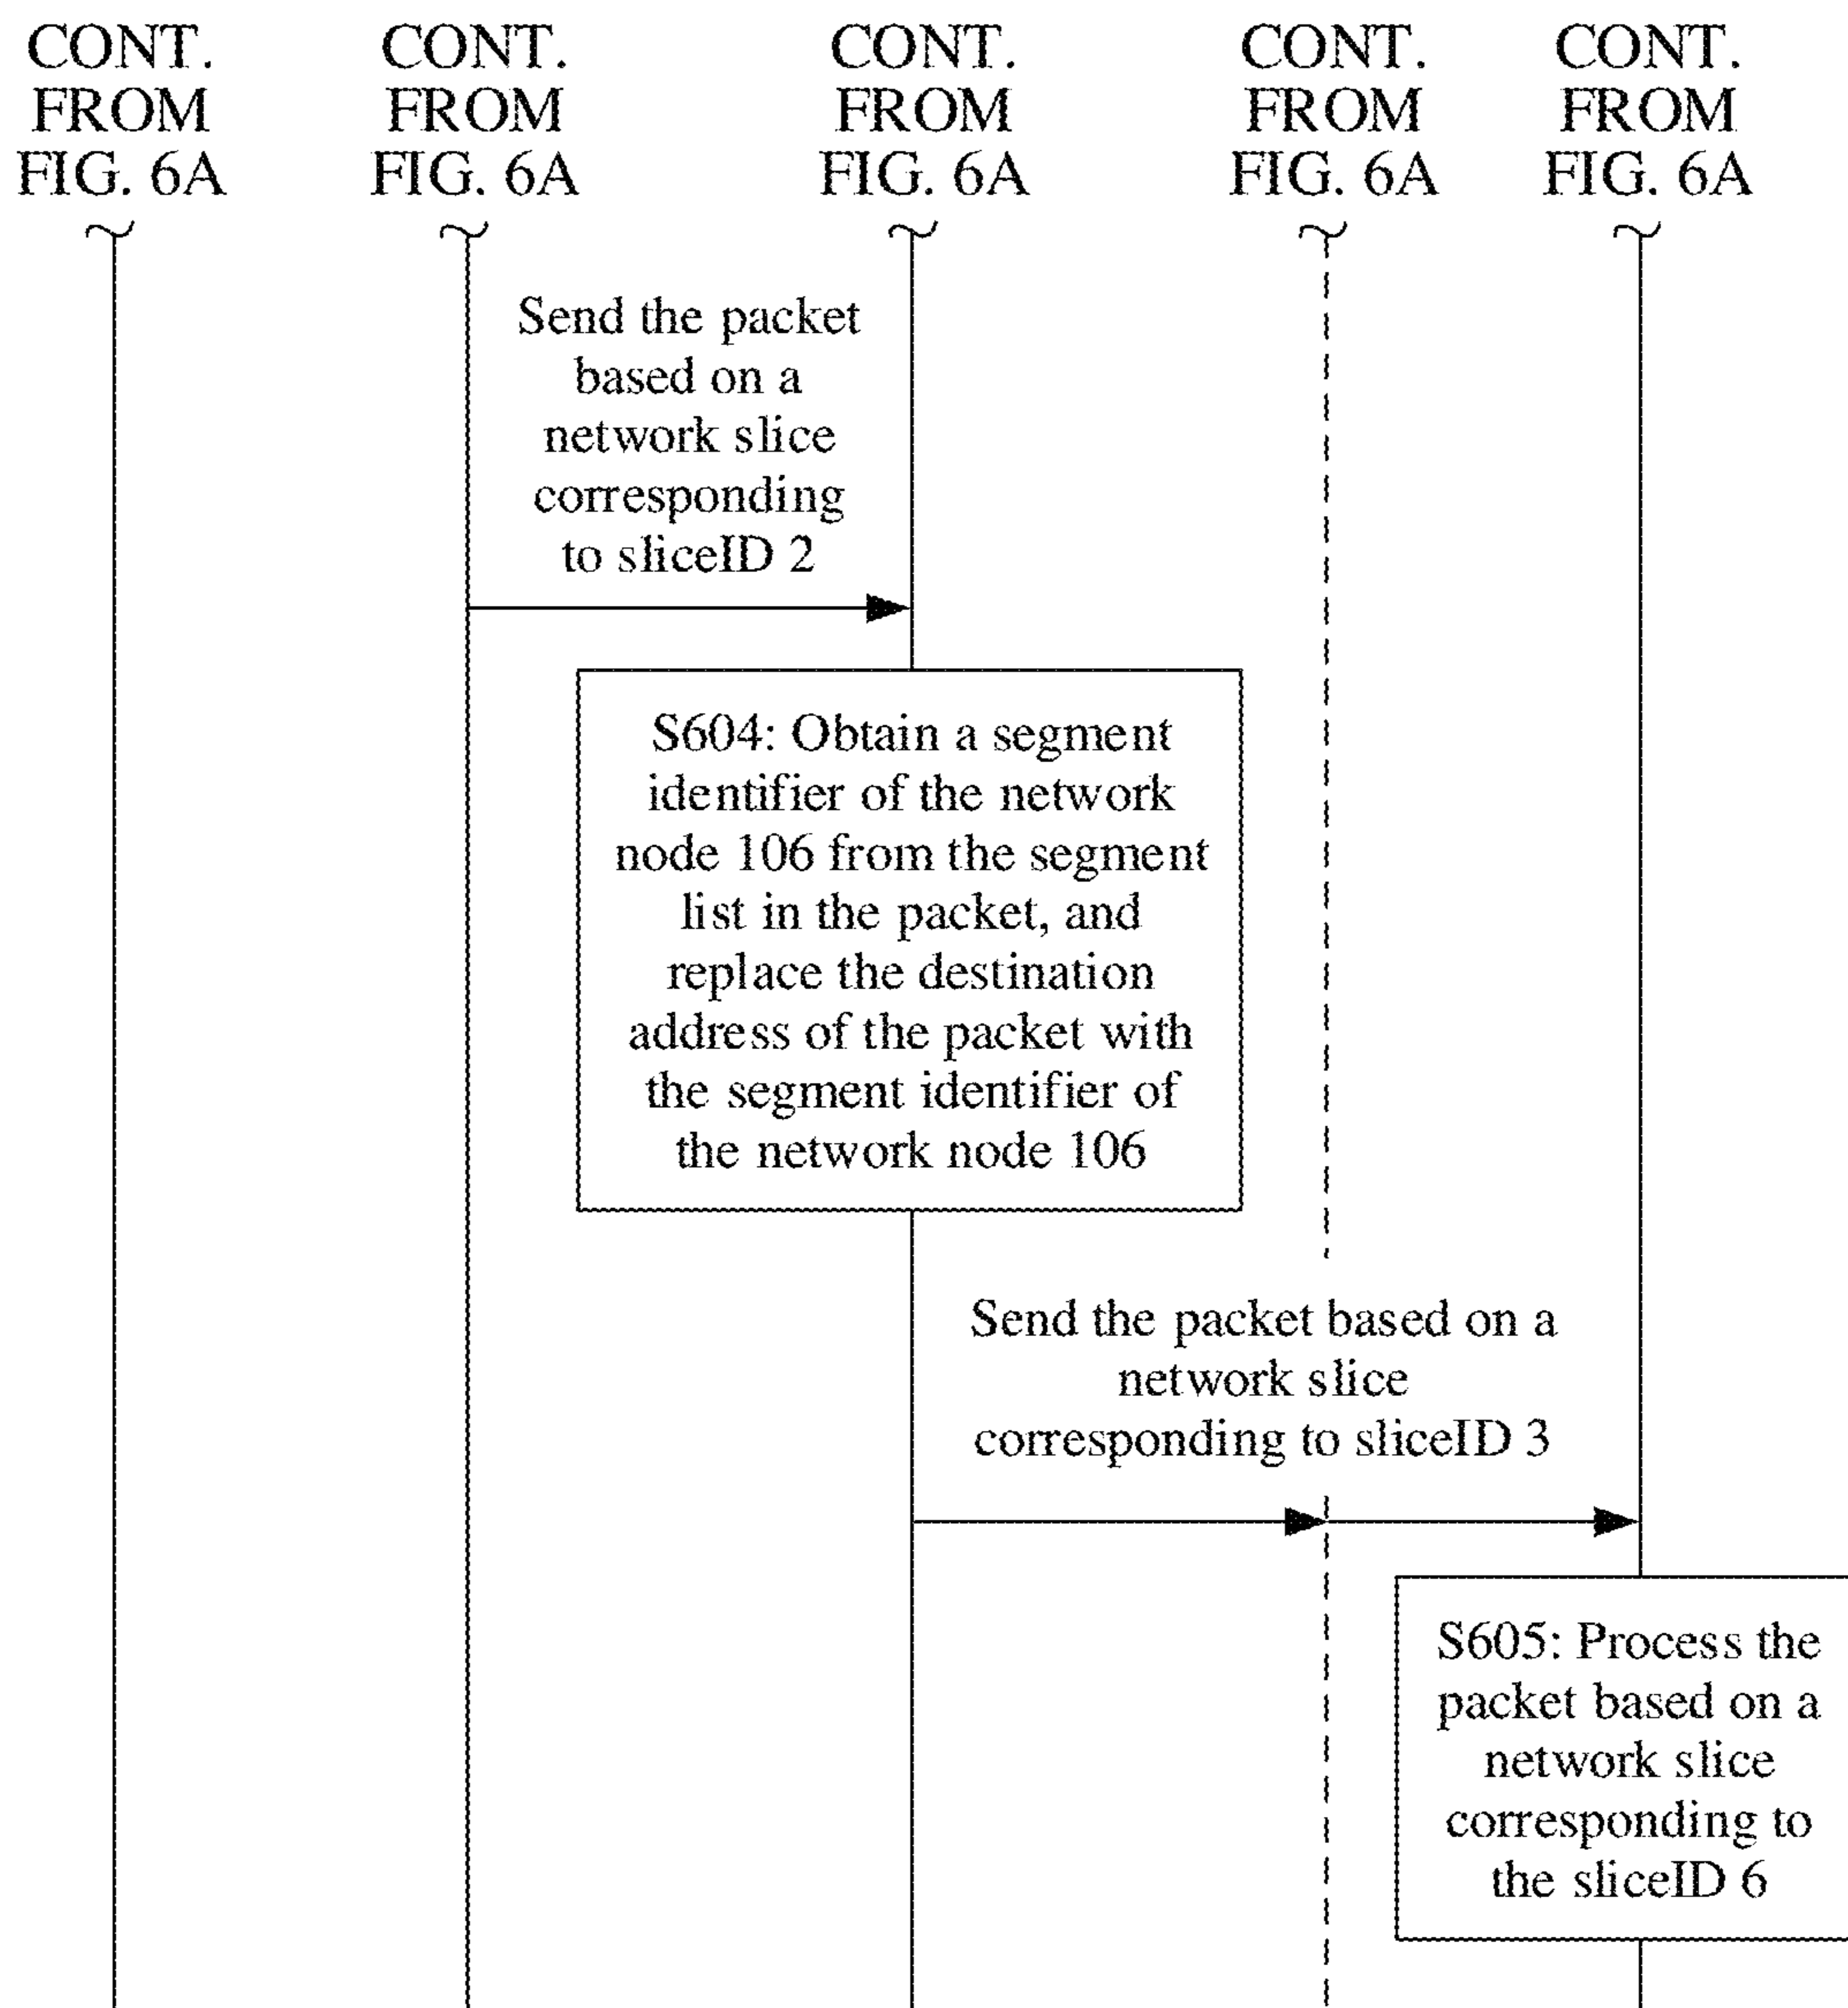 CONT. CONT. CONT. CONT. CONT.
FROM FROM FROM FROM FROM
FIG. 6A FIG. 6A FIG. 6A FIG. 6A FIG. 6A
Send the packet
based on a
network slice
corresponding
to sliceID 2
S604: Obtain a segment
identifier of the network
node 106 from the segment
list in the packet, and
replace the destination
address of the packet with
the segment identifier of
the network node 106
Send the packet based on a
network slice
corresponding to sliceID 3
S605: Process the
packet based on a
network slice
corresponding to
the sliceID 6